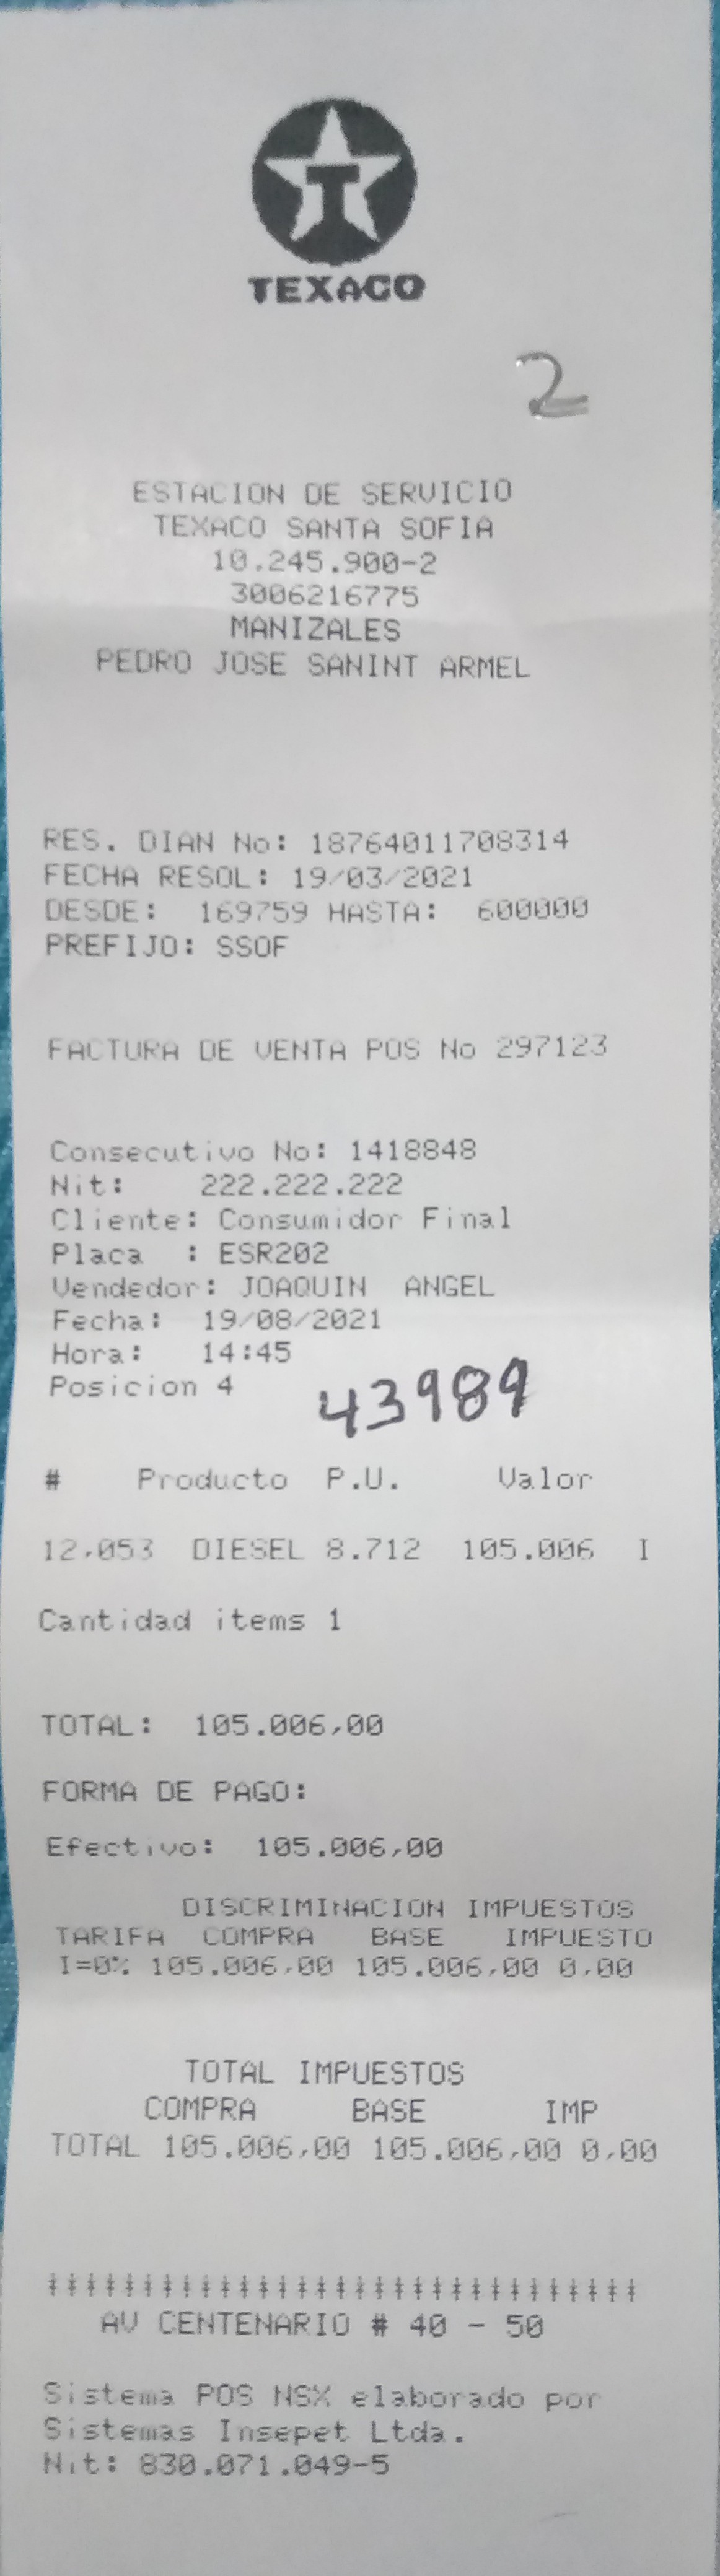 TEXACO
2
ESTACION DE SERVICIO
TEXACO SANTA SOFIA
10.245.900-2
3006216775
MANIZALES
PEDRO JOSE SANINT ARMEL
RES. DIAN No: 18764011708314
FECHA RESOL: 19/03/2021
DESDE: 169759 HASTA: 600000
PREFIJO: SSOF
FACTURA DE VENTA POS No 297123
Consecutivo No: 1418848
Nit: 222.222.222
Cliente: Consumidor Final
Placa : ESR202
Vendedor: JOAQUIN ANGEL
Fecha: 19/08/2021
Hora: 14:45
Posicion 4
43989
# Producto P.U. Valor
12,053 DIESEL 8.712 105.006 I
Cantidad items 1
TOTAL: 105.006,00
FORMA DE PAGO:
Efectivo: 105.006,00
DISCRIMINACION IMPUESTOS
TARIFA COMPRA BASE IMPUESTO
I=0% 105.006,00 105.006,00 0,00
TOTAL IMPUESTOS
COMPRA BASE IMP
TOTAL 105.006,00 105.006,00 0,00
AV CENTENARIO # 40 - 50
Sistema POS NSX elaborado por
Sistemas Insepet Ltda.
Nit: 830.071.049-5